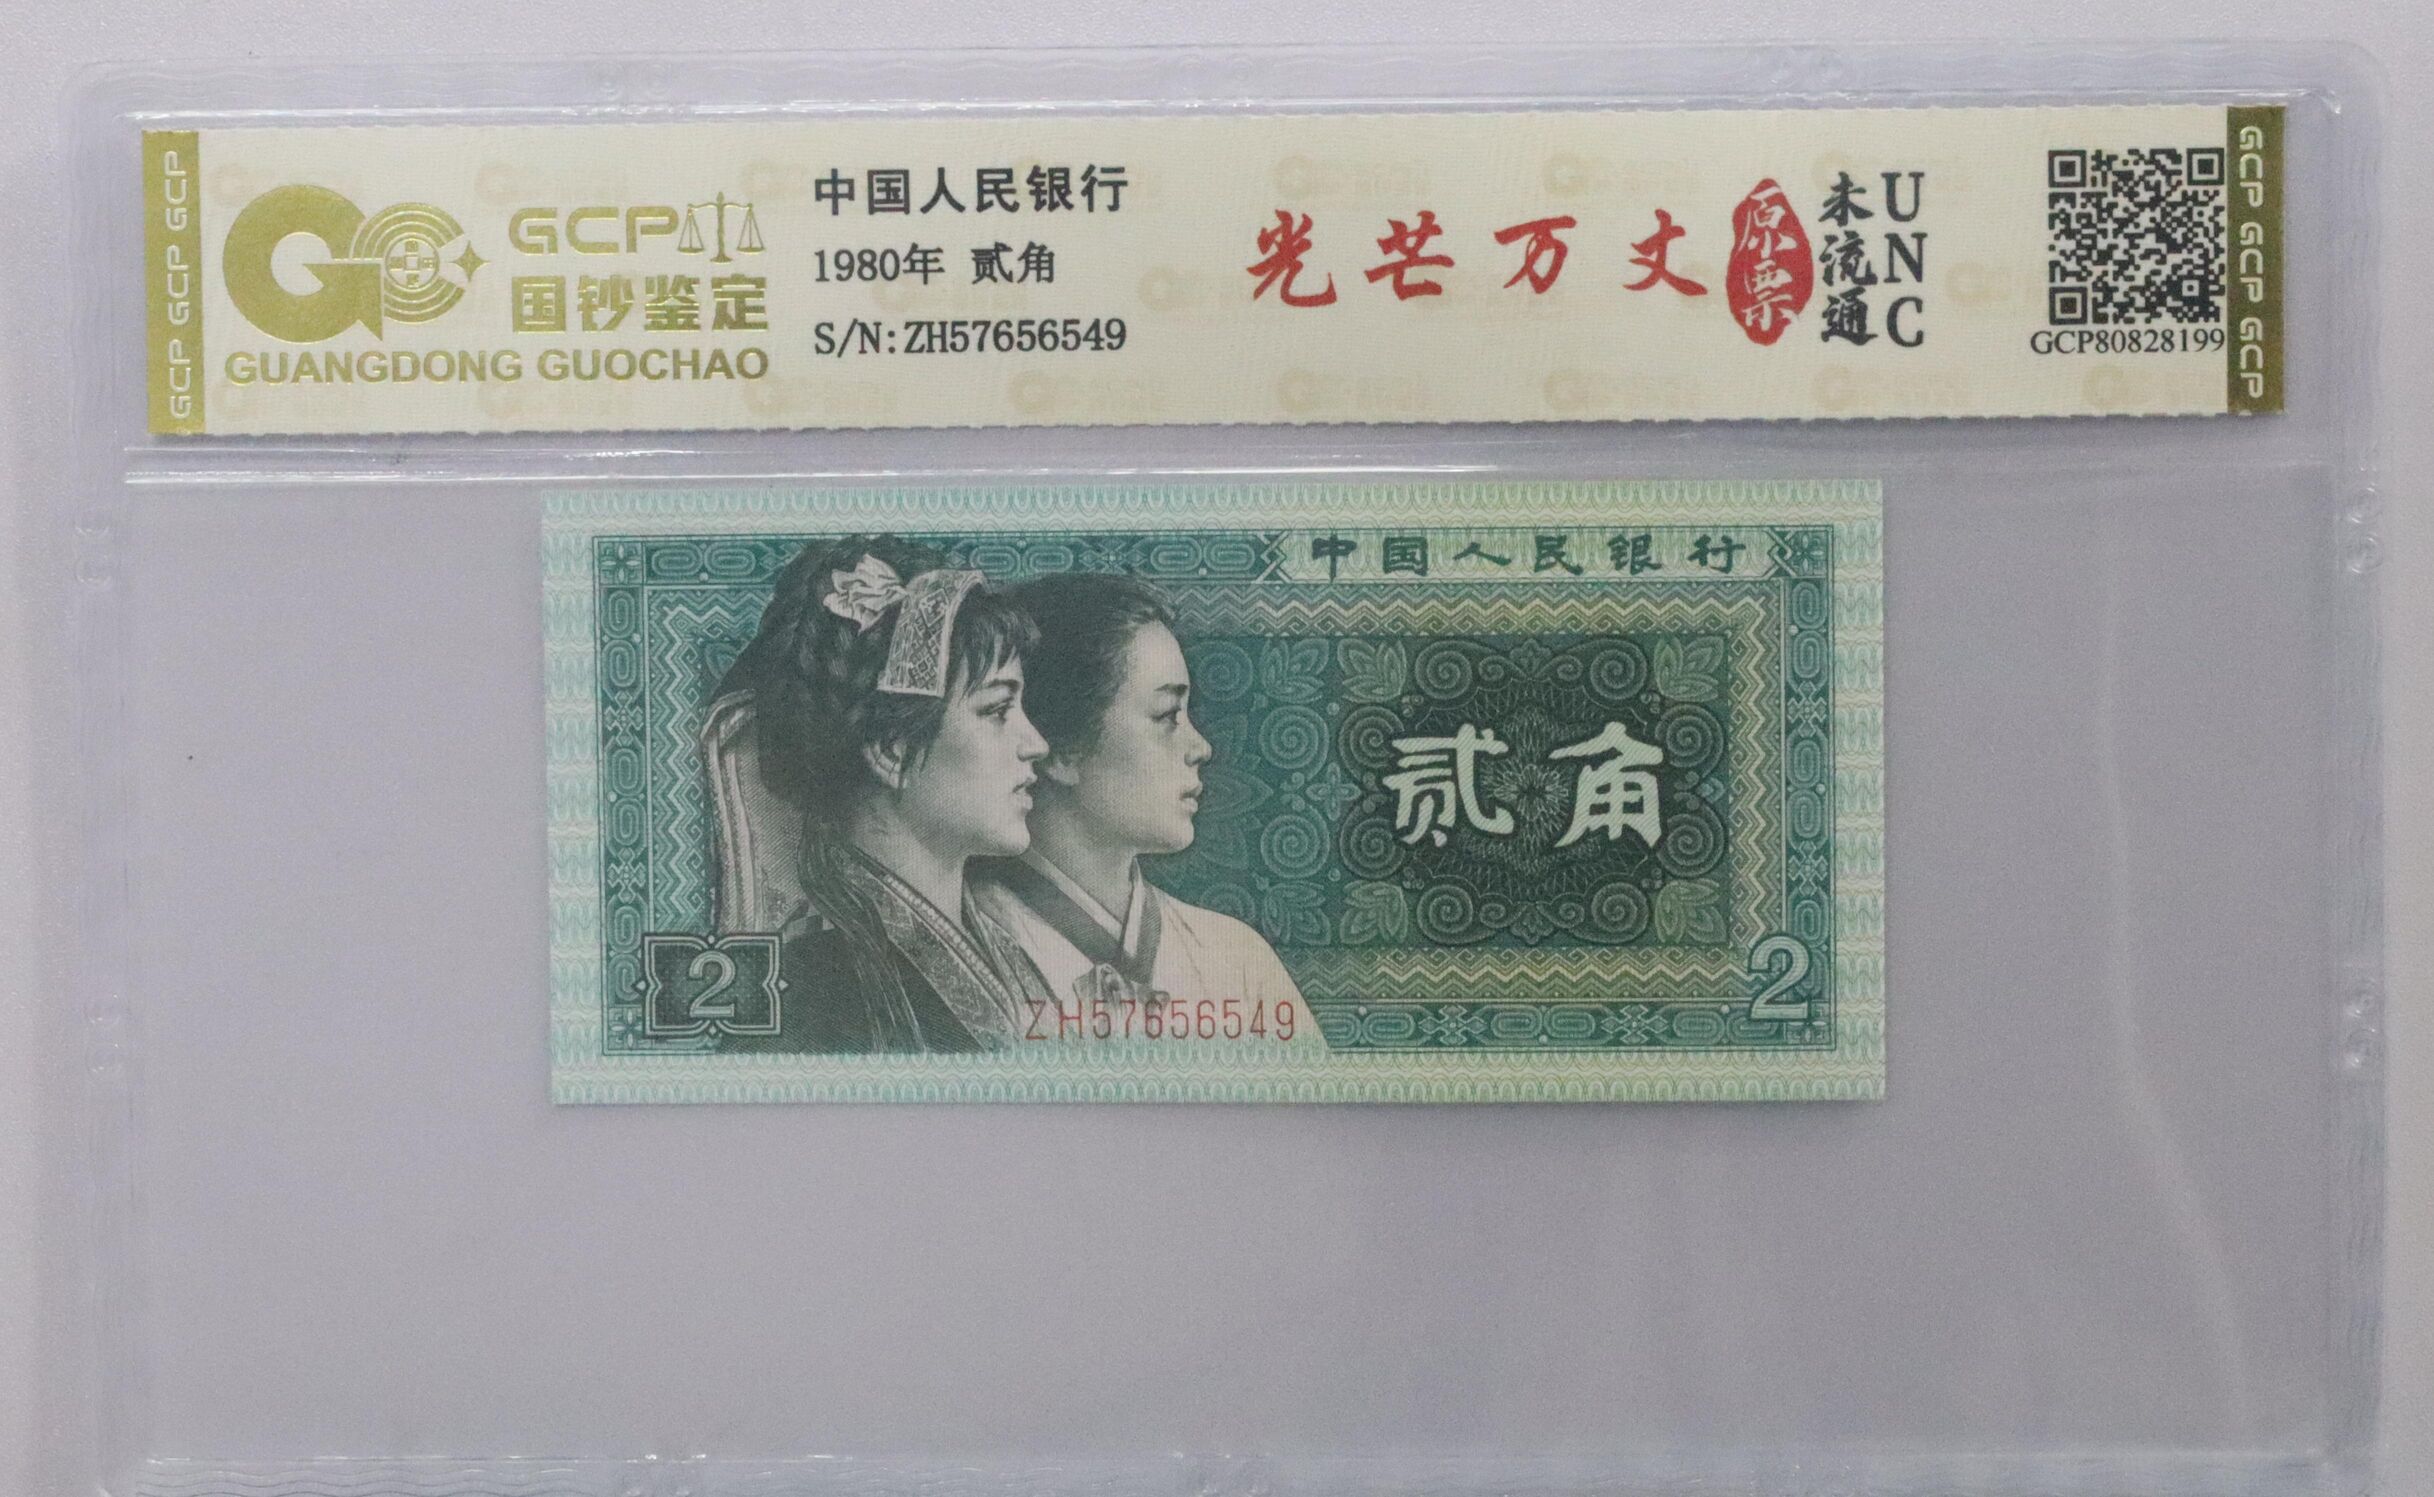 GCP GCP GCP
GCP
国钞鉴定
GUANGDONG GUOCHAO
中国人民银行
1980年 贰角
S/N:ZH57656549
光芒万丈
原票
未流通
UNC
GCP80828199
GCP GCP GCP
中国人民银行
贰角
2
2
ZH57656549